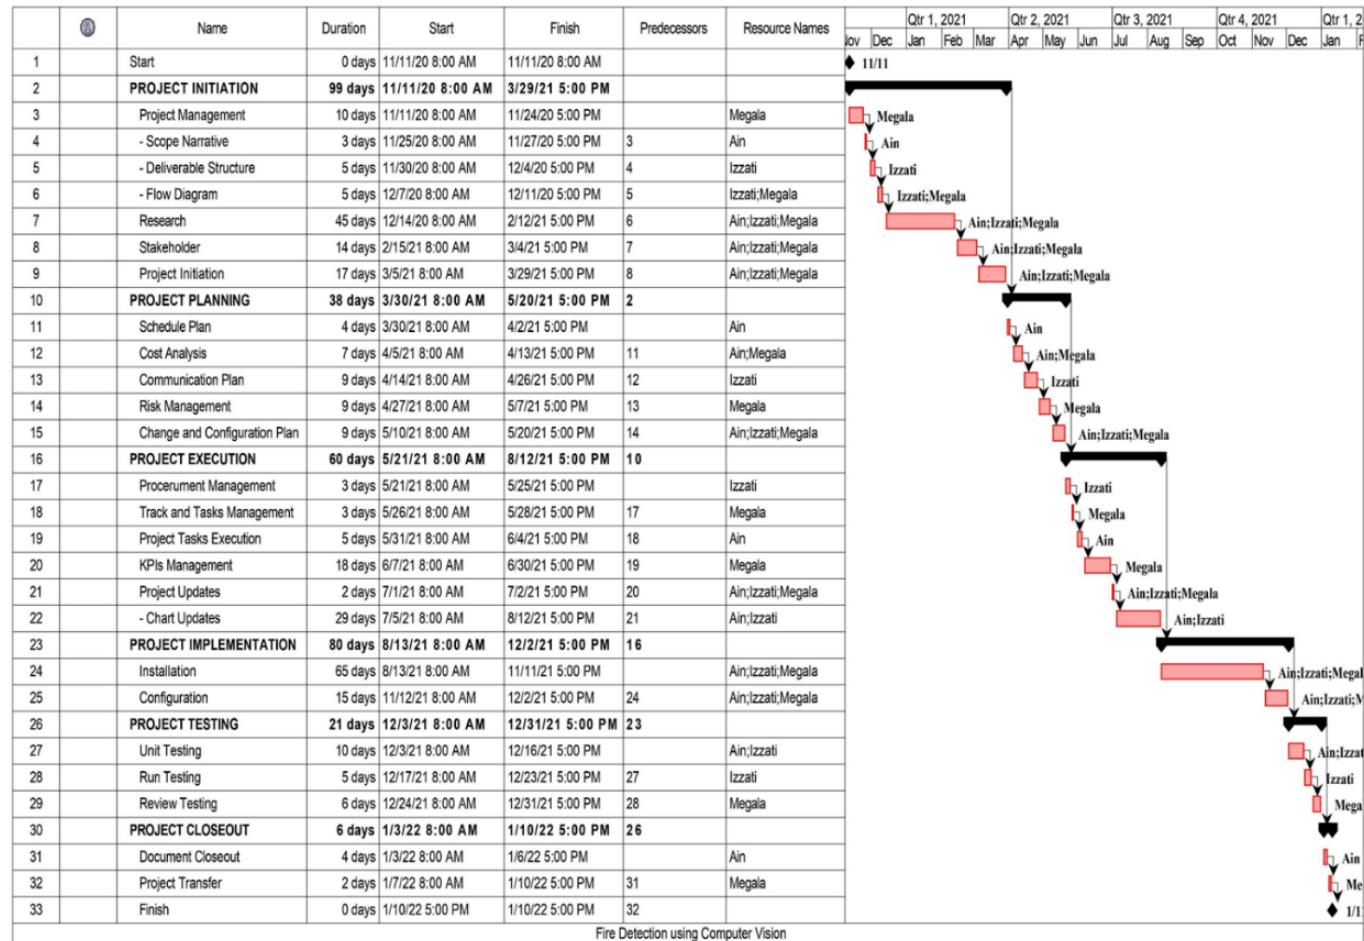 Name Duration Start Finish Predecessors Resource Names
Qtr 1, 2021 Qtr 2, 2021 Qtr 3, 2021 Qtr 4, 2021 Qtr 1, 2
Nov Dec Jan Feb Mar Apr May Jun Jul Aug Sep Oct Nov Dec Jan F
1 Start 0 days 11/11/20 8:00 AM 11/11/20 8:00 AM 11/11
2 PROJECT INITIATION 99 days 11/11/20 8:00 AM 3/29/21 5:00 PM
3 Project Management 10 days 11/11/20 8:00 AM 11/24/20 5:00 PM Megala Megala
4 - Scope Narrative 3 days 11/25/20 8:00 AM 11/27/20 5:00 PM 3 Ain Ain
5 - Deliverable Structure 5 days 11/30/20 8:00 AM 12/4/20 5:00 PM 4 Izzati Izzati
6 - Flow Diagram 5 days 12/7/20 8:00 AM 12/11/20 5:00 PM 5 Izzati;Megala Izzati;Megala
7 Research 45 days 12/14/20 8:00 AM 2/12/21 5:00 PM 6 Ain;Izzati;Megala Ain;Izzati;Megala
8 Stakeholder 14 days 2/15/21 8:00 AM 3/4/21 5:00 PM 7 Ain;Izzati;Megala Ain;Izzati;Megala
9 Project Initiation 17 days 3/5/21 8:00 AM 3/29/21 5:00 PM 8 Ain;Izzati;Megala Ain;Izzati;Megala
10 PROJECT PLANNING 38 days 3/30/21 8:00 AM 5/20/21 5:00 PM 2
11 Schedule Plan 4 days 3/30/21 8:00 AM 4/2/21 5:00 PM Ain Ain
12 Cost Analysis 7 days 4/5/21 8:00 AM 4/13/21 5:00 PM 11 Ain;Megala Ain;Megala
13 Communication Plan 9 days 4/14/21 8:00 AM 4/26/21 5:00 PM 12 Izzati Izzati
14 Risk Management 9 days 4/27/21 8:00 AM 5/7/21 5:00 PM 13 Megala Megala
15 Change and Configuration Plan 9 days 5/10/21 8:00 AM 5/20/21 5:00 PM 14 Ain;Izzati;Megala Ain;Izzati;Megala
16 PROJECT EXECUTION 60 days 5/21/21 8:00 AM 8/12/21 5:00 PM 10
17 Procerument Management 3 days 5/21/21 8:00 AM 5/25/21 5:00 PM Izzati Izzati
18 Track and Tasks Management 3 days 5/26/21 8:00 AM 5/28/21 5:00 PM 17 Megala Megala
19 Project Tasks Execution 5 days 5/31/21 8:00 AM 6/4/21 5:00 PM 18 Ain Ain
20 KPIs Management 18 days 6/7/21 8:00 AM 6/30/21 5:00 PM 19 Megala Megala
21 Project Updates 2 days 7/1/21 8:00 AM 7/2/21 5:00 PM 20 Ain;Izzati;Megala Ain;Izzati;Megala
22 - Chart Updates 29 days 7/5/21 8:00 AM 8/12/21 5:00 PM 21 Ain;Izzati Ain;Izzati
23 PROJECT IMPLEMENTATION 80 days 8/13/21 8:00 AM 12/2/21 5:00 PM 16
24 Installation 65 days 8/13/21 8:00 AM 11/11/21 5:00 PM Ain;Izzati;Megala Ain;Izzati;Megal
25 Configuration 15 days 11/12/21 8:00 AM 12/2/21 5:00 PM 24 Ain;Izzati;Megala Ain;Izzati;M
26 PROJECT TESTING 21 days 12/3/21 8:00 AM 12/31/21 5:00 PM 23
27 Unit Testing 10 days 12/3/21 8:00 AM 12/16/21 5:00 PM Ain;Izzati Ain;Izzat
28 Run Testing 5 days 12/17/21 8:00 AM 12/23/21 5:00 PM 27 Izzati Izzati
29 Review Testing 6 days 12/24/21 8:00 AM 12/31/21 5:00 PM 28 Megala Mega
30 PROJECT CLOSEOUT 6 days 1/3/22 8:00 AM 1/10/22 5:00 PM 26
31 Document Closeout 4 days 1/3/22 8:00 AM 1/6/22 5:00 PM Ain Ain
32 Project Transfer 2 days 1/7/22 8:00 AM 1/10/22 5:00 PM 31 Megala Me
33 Finish 0 days 1/10/22 5:00 PM 1/10/22 5:00 PM 32 1/1
Fire Detection using Computer Vision